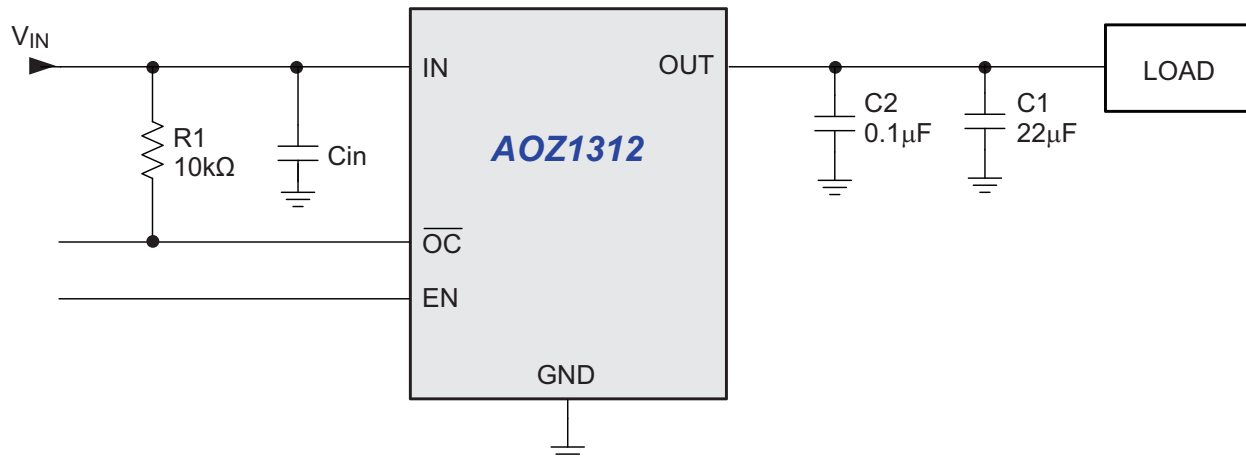 VIN
IN
OUT
LOAD
R1
10kΩ
Cin
AOZ1312
C2
0.1μF
C1
22μF
OC
EN
GND